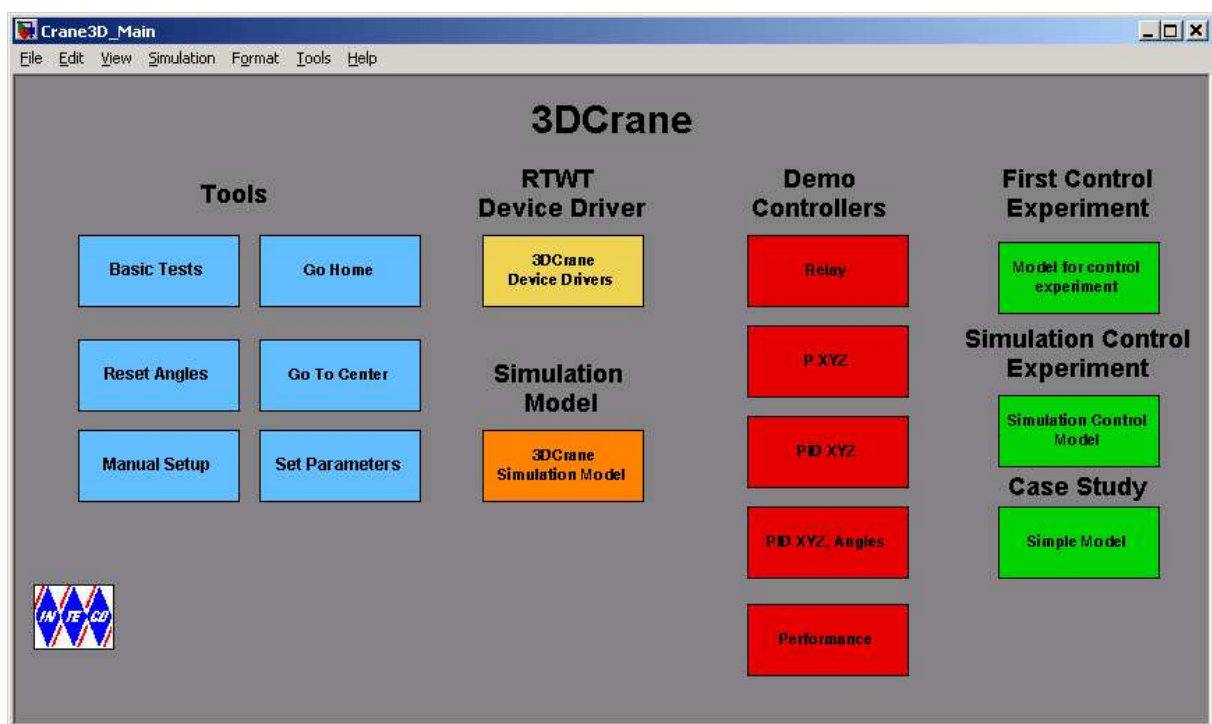 Crane3D_Main
File Edit View Simulation Format Tools Help
3DCrane
Tools
Basic Tests
Go Home
Reset Angles
Go To Center
Manual Setup
Set Parameters
RTWT
Device Driver
3DCrane
Device Drivers
Simulation
Model
3DCrane
Simulation Model
Demo
Controllers
Relay
P XYZ
PID XYZ
PID XYZ, Angles
Performance
First Control
Experiment
Model for control
experiment
Simulation Control
Experiment
Simulation Control
Model
Case Study
Simple Model
IN TE CO